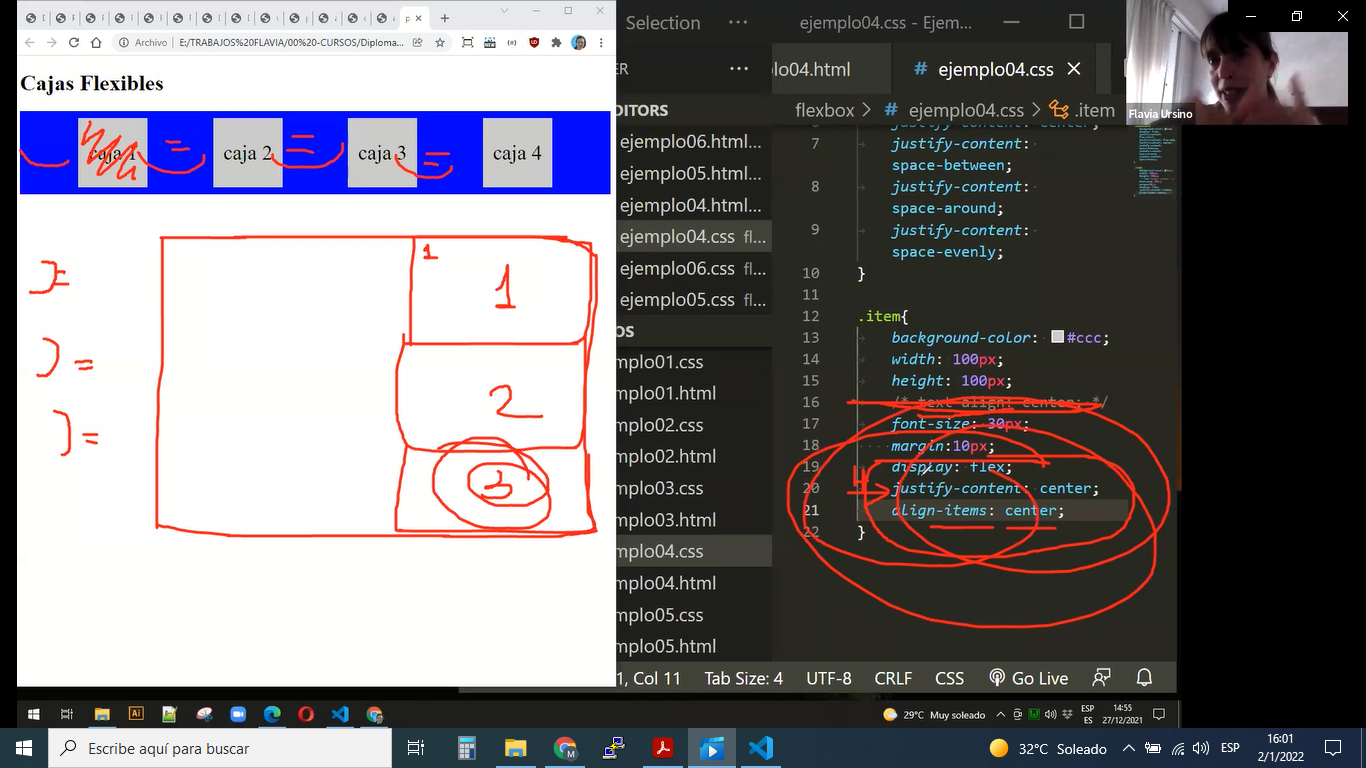 Selection ··· ejemplo04.css - Ejem...
Archivo E:/TRABAJOS FLAVIA/00%20-CURSOS/Diploma...
lo04.html # ejemplo04.css
ER ···
EDITORS
flexbox > # ejemplo04.css > .item
Flavia Ursino
Cajas Flexibles
caja 1 = caja 2 = caja 3 = caja 4
ejemplo06.html...
ejemplo05.html...
ejemplo04.html...
ejemplo04.css fl...
ejemplo06.css fl...
ejemplo05.css fl...
OS
mplo01.css
mplo01.html
mplo02.css
mplo02.html
mplo03.css
mplo03.html
mplo04.css
mplo04.html
mplo05.css
mplo05.html
justify-content: center;
7 justify-content:
space-between;
8 justify-content:
space-around;
9 justify-content:
space-evenly;
10 }
11
12 .item{
13 background-color: #ccc;
14 width: 100px;
15 height: 100px;
16 /* text-align: center; */
17 font-size: 30px;
18 margin:10px;
19 display: flex;
20 justify-content: center;
21 align-items: center;
22 }
1
1
2
3
=
=
=
4
1, Col 11 Tab Size: 4 UTF-8 CRLF CSS Go Live
29°C Muy soleado ESP ES 14:55 27/12/2021
Escribe aquí para buscar
32°C Soleado ESP 16:01 2/1/2022